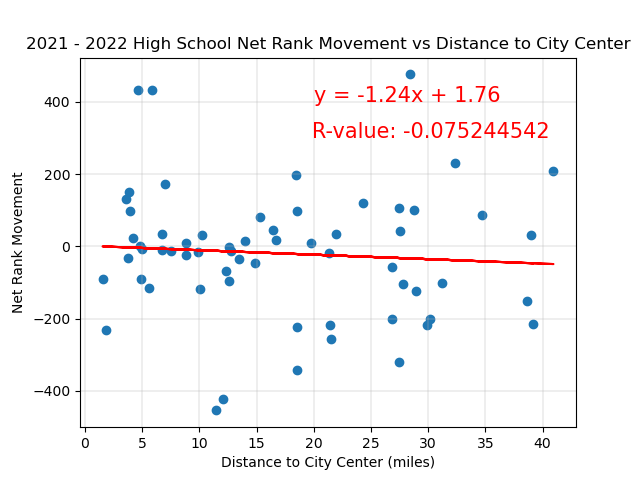 2021 - 2022 High School Net Rank Movement vs Distance to City Center
y = -1.24x + 1.76
R-value: -0.075244542
400
200
0
−200
−400
Net Rank Movement
0 5 10 15 20 25 30 35 40
Distance to City Center (miles)